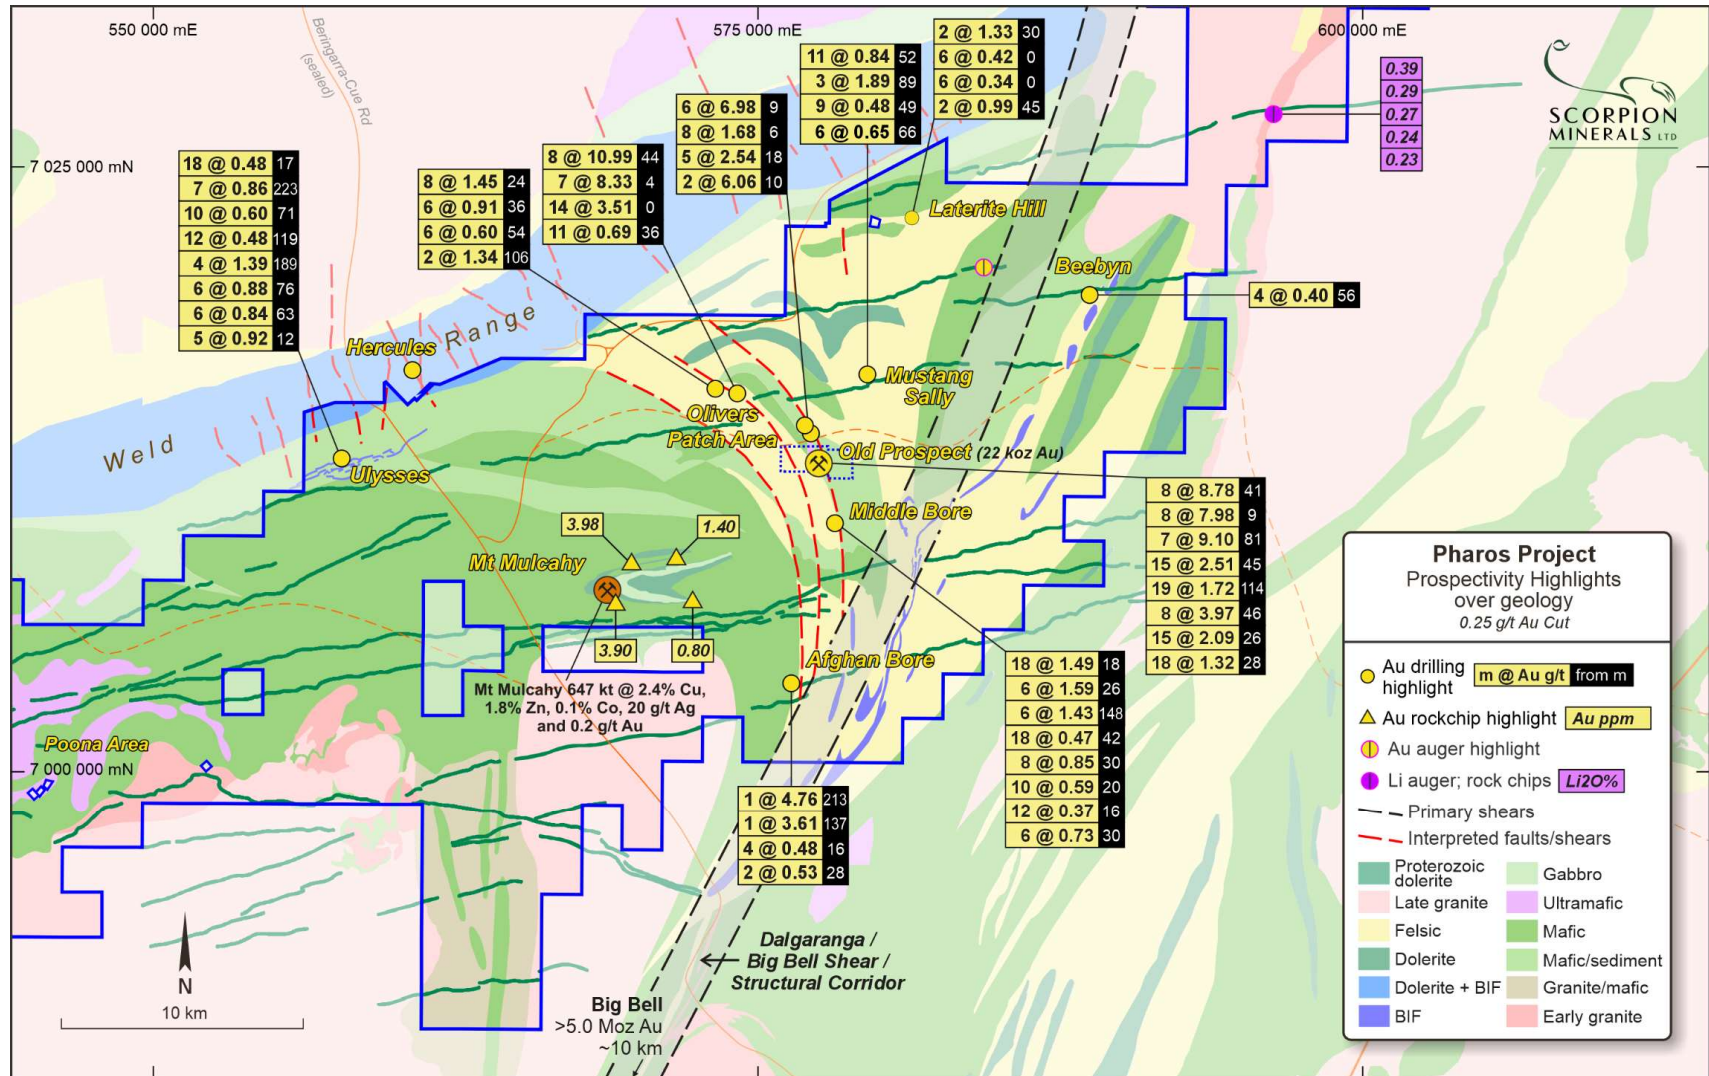 550 000 mE
575 000 mE
600 000 mE
Beringarra-Cue Rd
(sealed)
SCORPION
MINERALS LTD
7 025 000 mN
7 000 000 mN
2 @ 1.33 30
6 @ 0.42 0
6 @ 0.34 0
2 @ 0.99 45
11 @ 0.84 52
3 @ 1.89 89
9 @ 0.48 49
6 @ 0.65 66
0.39
0.29
0.27
0.24
0.23
6 @ 6.98 9
8 @ 1.68 6
5 @ 2.54 18
2 @ 6.06 10
8 @ 10.99 44
7 @ 8.33 4
14 @ 3.51 0
11 @ 0.69 36
18 @ 0.48 17
7 @ 0.86 223
10 @ 0.60 71
12 @ 0.48 119
4 @ 1.39 189
6 @ 0.88 76
6 @ 0.84 63
5 @ 0.92 12
8 @ 1.45 24
6 @ 0.91 36
6 @ 0.60 54
2 @ 1.34 106
Laterite Hill
Beebyn
4 @ 0.40 56
Hercules
Weld Range
Mustang
Sally
Olivers
Patch Area
Old Prospect (22 koz Au)
Ulysses
8 @ 8.78 41
8 @ 7.98 9
7 @ 9.10 81
15 @ 2.51 45
19 @ 1.72 114
8 @ 3.97 46
15 @ 2.09 26
18 @ 1.32 28
Middle Bore
3.98
1.40
Mt Mulcahy
3.90
0.80
Afghan Bore
Mt Mulcahy 647 kt @ 2.4% Cu,
1.8% Zn, 0.1% Co, 20 g/t Ag
and 0.2 g/t Au
18 @ 1.49 18
6 @ 1.59 26
6 @ 1.43 148
18 @ 0.47 42
8 @ 0.85 30
10 @ 0.59 20
12 @ 0.37 16
6 @ 0.73 30
Poona Area
1 @ 4.76 213
1 @ 3.61 137
4 @ 0.48 16
2 @ 0.53 28
Dalgaranga /
Big Bell Shear /
Structural Corridor
N
10 km
Big Bell
>5.0 Moz Au
~10 km
Pharos Project
Prospectivity Highlights
over geology
0.25 g/t Au Cut
Au drilling
highlight
m @ Au g/t from m
Au rockchip highlight Au ppm
Au auger highlight
Li auger; rock chips Li2O%
Primary shears
Interpreted faults/shears
Proterozoic
dolerite
Gabbro
Late granite
Ultramafic
Felsic
Mafic
Dolerite
Mafic/sediment
Dolerite + BIF
Granite/mafic
BIF
Early granite